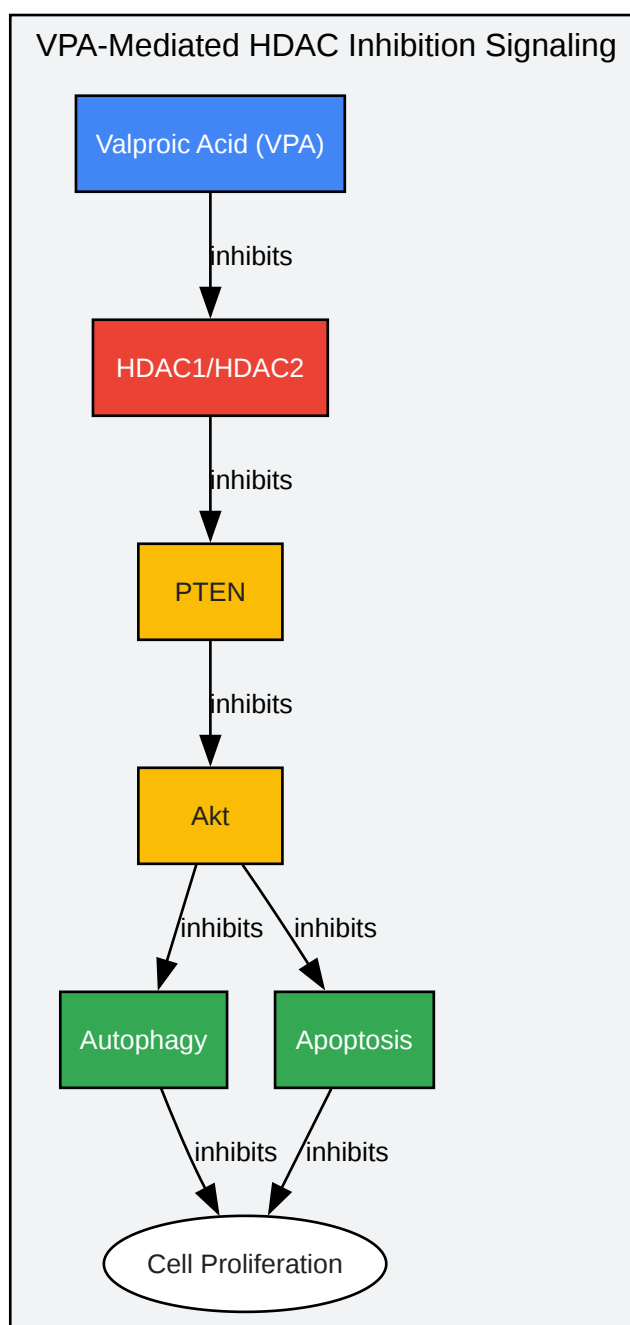 VPA-Mediated HDAC Inhibition Signaling
Valproic Acid (VPA)
inhibits
HDAC1/HDAC2
inhibits
PTEN
inhibits
Akt
inhibits
inhibits
Autophagy
Apoptosis
inhibits
inhibits
Cell Proliferation